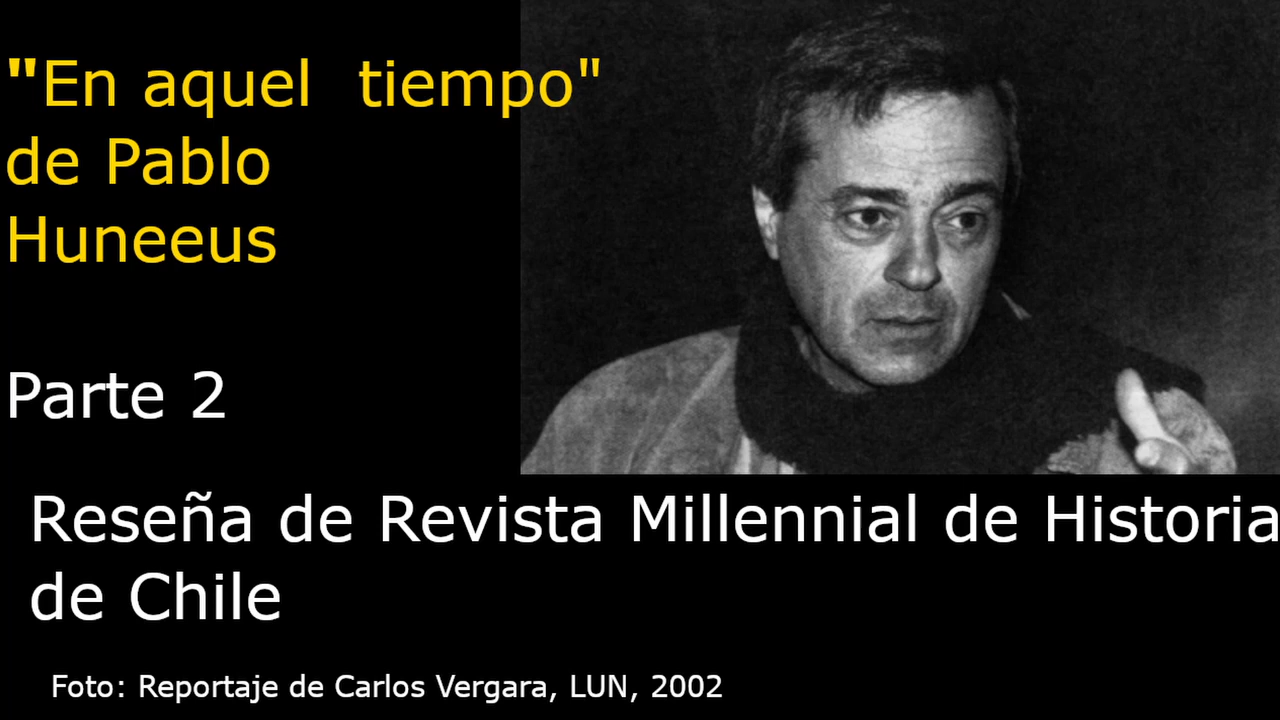 "En aquel  tiempo"
de Pablo
Huneeus
Parte 2
Reseña de Revista Millennial de Historia
de Chile
Foto: Reportaje de Carlos Vergara, LUN, 2002